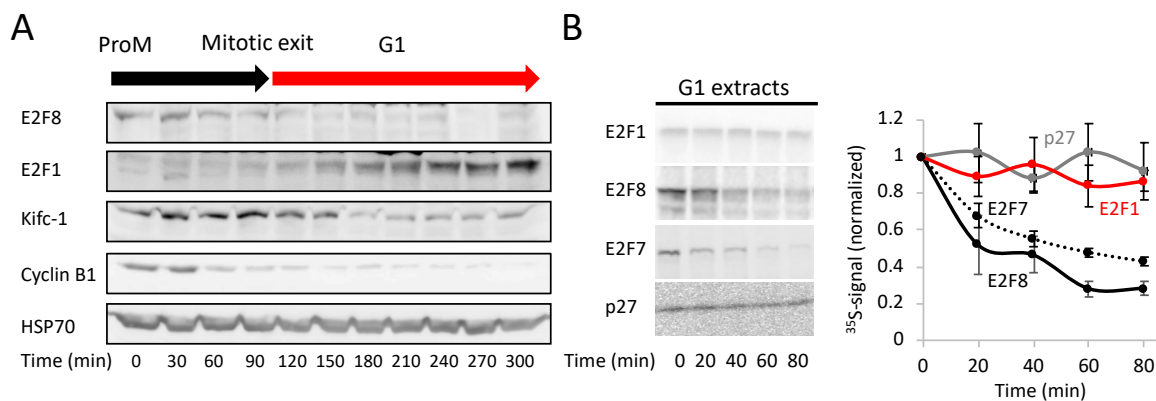 A
ProM
Mitotic exit
G1
E2F8
E2F1
Kifc-1
Cyclin B1
HSP70
Time (min) 0 30 60 90 120 150 180 210 240 270 300
B
G1 extracts
E2F1
E2F8
E2F7
p27
Time (min) 0 20 40 60 80
³⁵S-signal (normalized)
1.2
1
0.8
0.6
0.4
0.2
0
p27
E2F7
E2F1
E2F8
0 20 40 60 80
Time (min)